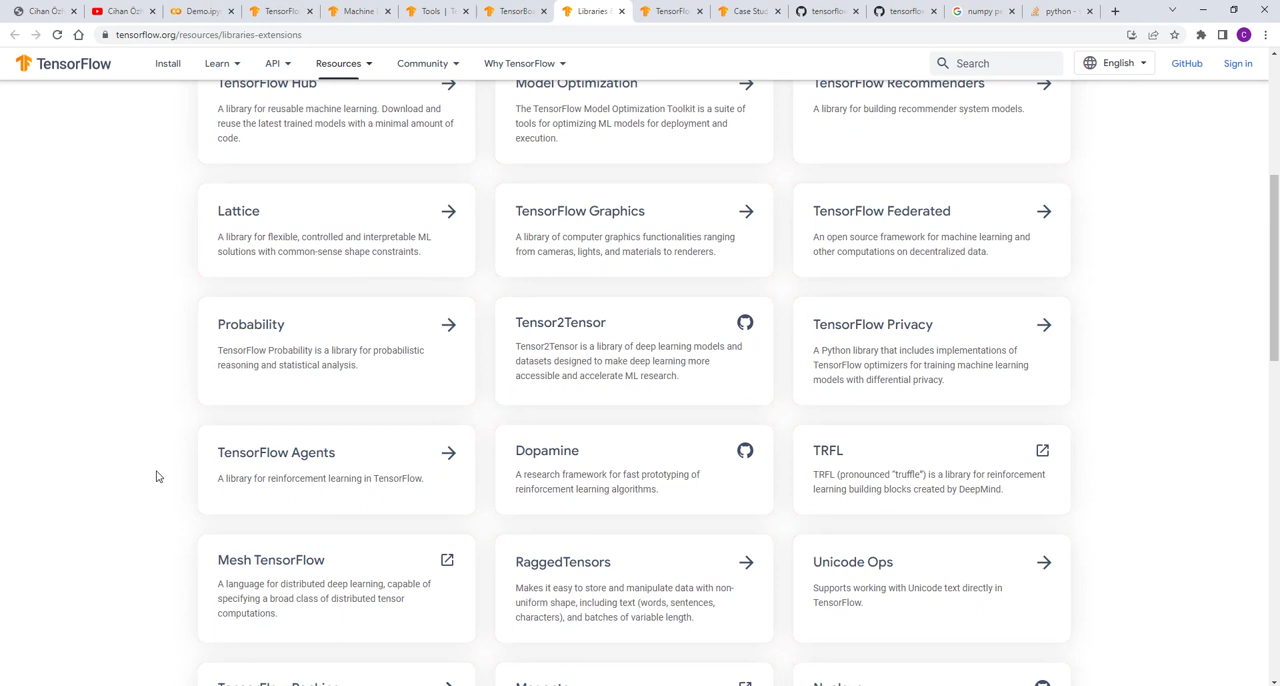 Cihan Özh
Cihan Özh
Demo.ipy
TensorFlo
Machine
Tools | Te
TensorBoa
Libraries &
TensorFlo
Case Stud
tensorflow
tensorflow
numpy pe
python -
C
tensorflow.org/resources/libraries-extensions
TensorFlow
Install
Learn
API
Resources
Community
Why TensorFlow
Search
English
GitHub
Sign in
TensorFlow Hub
A library for reusable machine learning. Download and
reuse the latest trained models with a minimal amount of
code.
Model Optimization
The TensorFlow Model Optimization Toolkit is a suite of
tools for optimizing ML models for deployment and
execution.
TensorFlow Recommenders
A library for building recommender system models.
Lattice
A library for flexible, controlled and interpretable ML
solutions with common-sense shape constraints.
TensorFlow Graphics
A library of computer graphics functionalities ranging
from cameras, lights, and materials to renderers.
TensorFlow Federated
An open source framework for machine learning and
other computations on decentralized data.
Probability
TensorFlow Probability is a library for probabilistic
reasoning and statistical analysis.
Tensor2Tensor
Tensor2Tensor is a library of deep learning models and
datasets designed to make deep learning more
accessible and accelerate ML research.
TensorFlow Privacy
A Python library that includes implementations of
TensorFlow optimizers for training machine learning
models with differential privacy.
TensorFlow Agents
A library for reinforcement learning in TensorFlow.
Dopamine
A research framework for fast prototyping of
reinforcement learning algorithms.
TRFL
TRFL (pronounced "truffle") is a library for reinforcement
learning building blocks created by DeepMind.
Mesh TensorFlow
A language for distributed deep learning, capable of
specifying a broad class of distributed tensor
computations.
RaggedTensors
Makes it easy to store and manipulate data with non-
uniform shape, including text (words, sentences,
characters), and batches of variable length.
Unicode Ops
Supports working with Unicode text directly in
TensorFlow.